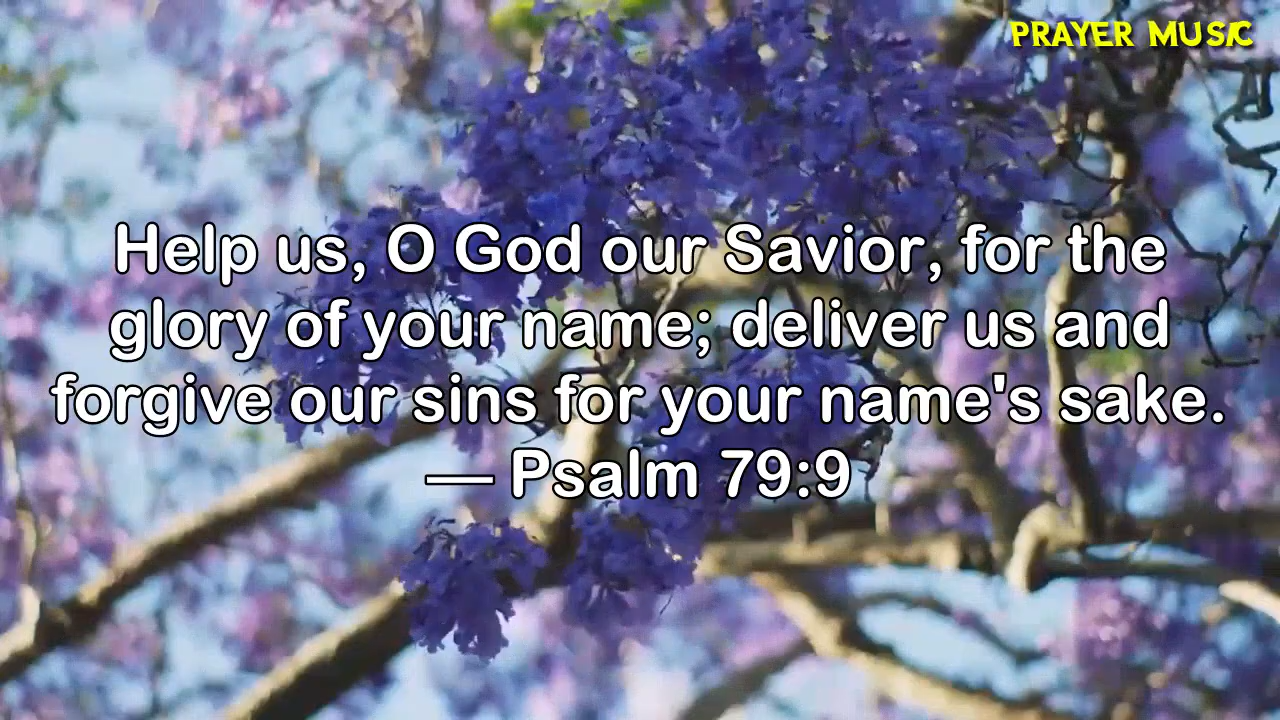 PRAYER MUSIC
Help us, O God our Savior, for the
glory of your name; deliver us and
forgive our sins for your name's sake.
— Psalm 79:9